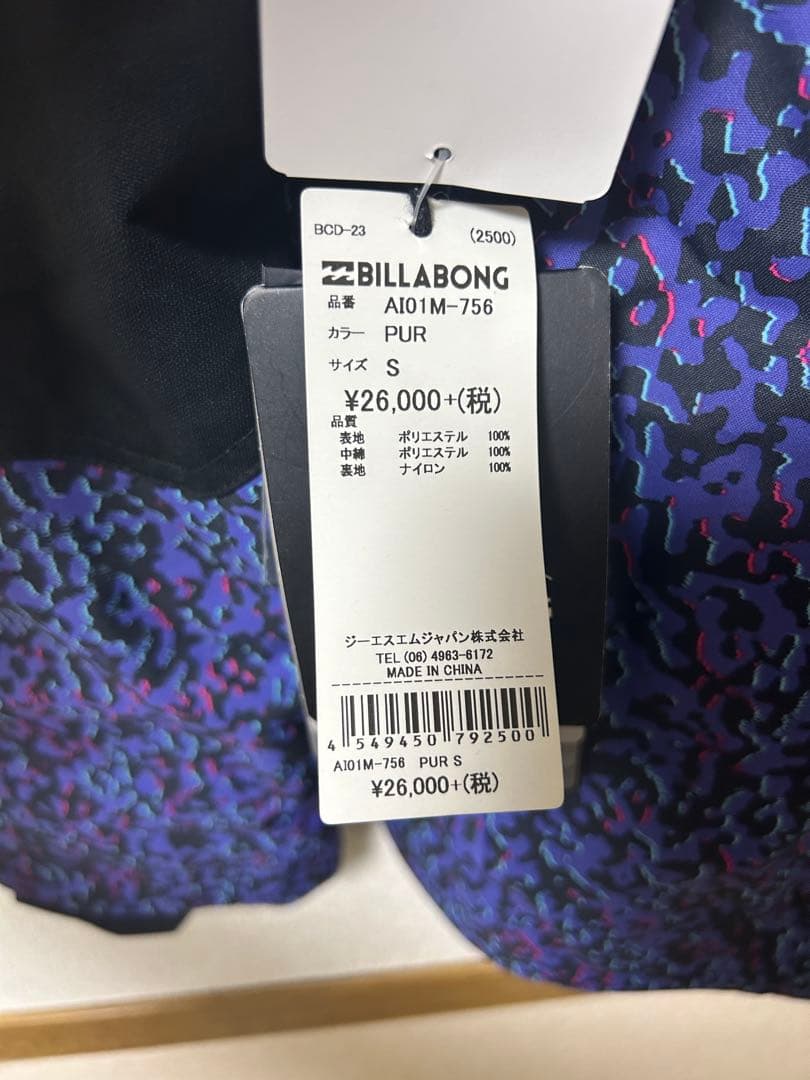 BCD-23 (2500)
BILLABONG
品番 AI01M-756
カラー PUR
サイズ S
¥26,000+(税)
品質
表地 ポリエステル 100%
中綿 ポリエステル 100%
裏地 ナイロン 100%
ジーエスエムジャパン株式会社
TEL (06) 4963-6172
MADE IN CHINA
4 549450 792500
AI01M-756 PUR S
¥26,000+(税)